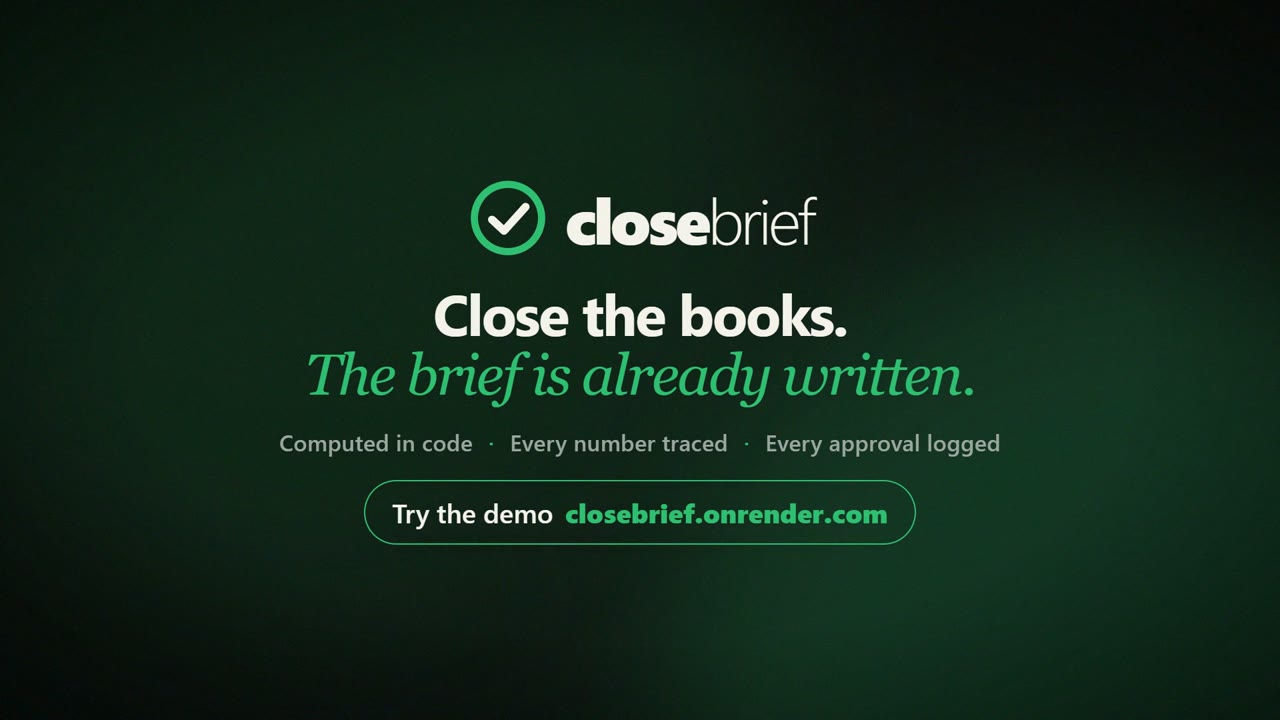 closebrief
Close the books.
The brief is already written.
Computed in code · Every number traced · Every approval logged
Try the demo closebrief.onrender.com